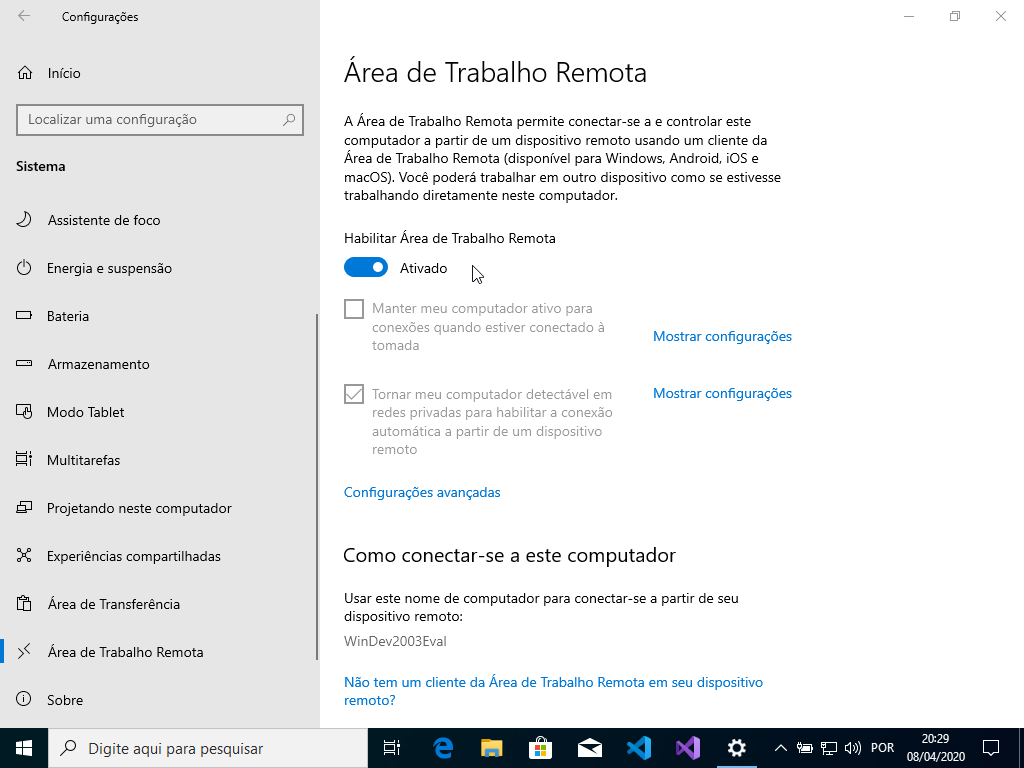 Configurações
Início
Localizar uma configuração
Sistema
Assistente de foco
Energia e suspensão
Bateria
Armazenamento
Modo Tablet
Multitarefas
Projetando neste computador
Experiências compartilhadas
Área de Transferência
Área de Trabalho Remota
Sobre
Área de Trabalho Remota
A Área de Trabalho Remota permite conectar-se a e controlar este
computador a partir de um dispositivo remoto usando um cliente da
Área de Trabalho Remota (disponível para Windows, Android, iOS e
macOS). Você poderá trabalhar em outro dispositivo como se estivesse
trabalhando diretamente neste computador.
Habilitar Área de Trabalho Remota
Ativado
Manter meu computador ativo para
conexões quando estiver conectado à
tomada
Mostrar configurações
Tornar meu computador detectável em
redes privadas para habilitar a conexão
automática a partir de um dispositivo
remoto
Mostrar configurações
Configurações avançadas
Como conectar-se a este computador
Usar este nome de computador para conectar-se a partir de seu
dispositivo remoto:
WinDev2003Eval
Não tem um cliente da Área de Trabalho Remota em seu dispositivo
remoto?
Digite aqui para pesquisar
POR
20:29
08/04/2020